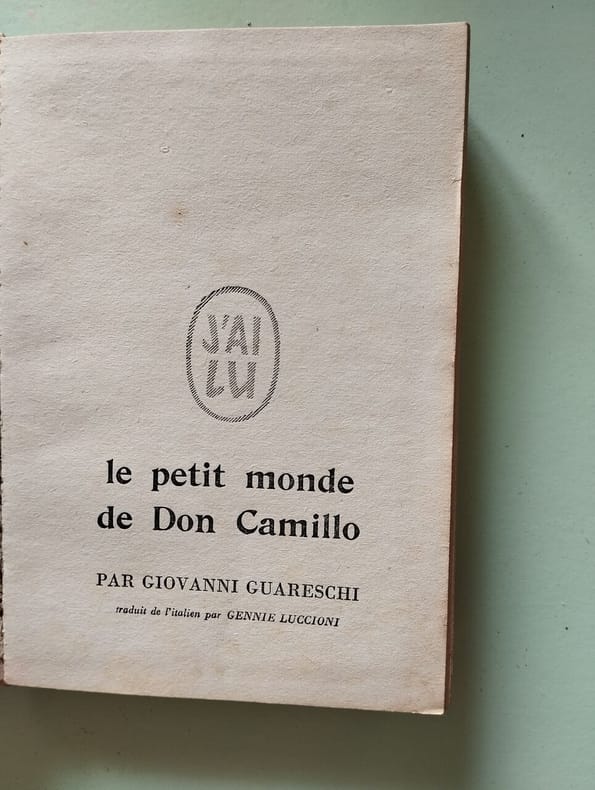 J'AI
LU
le petit monde
de Don Camillo
PAR GIOVANNI GUARESCHI
traduit de l'italien par GENNIE LUCCIONI